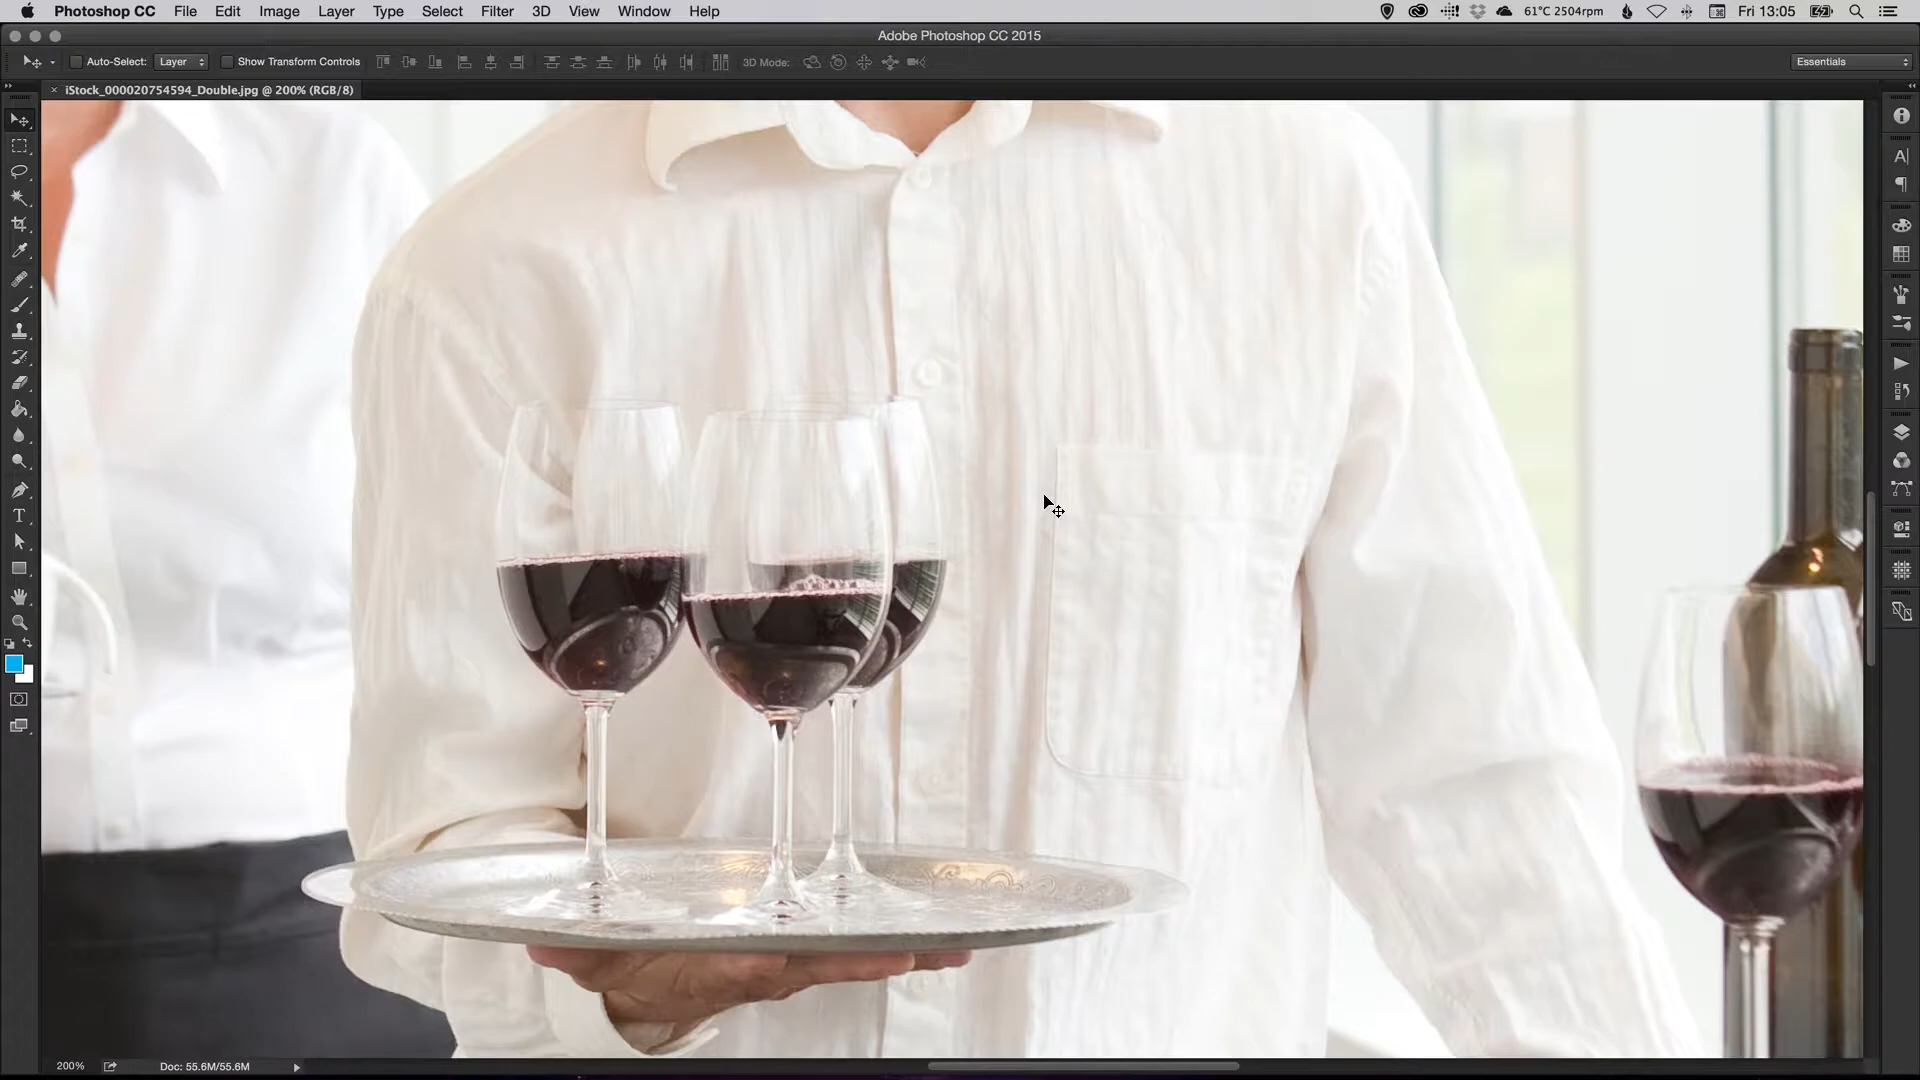 Photoshop CC File Edit Image Layer Type Select Filter 3D View Window Help 61°C 2504rpm Fri 13:05
Adobe Photoshop CC 2015
Auto-Select: Layer Show Transform Controls 3D Mode: Essentials
× iStock_000020754594_Double.jpg @ 200% (RGB/8)
200% Doc: 55.6M/55.6M